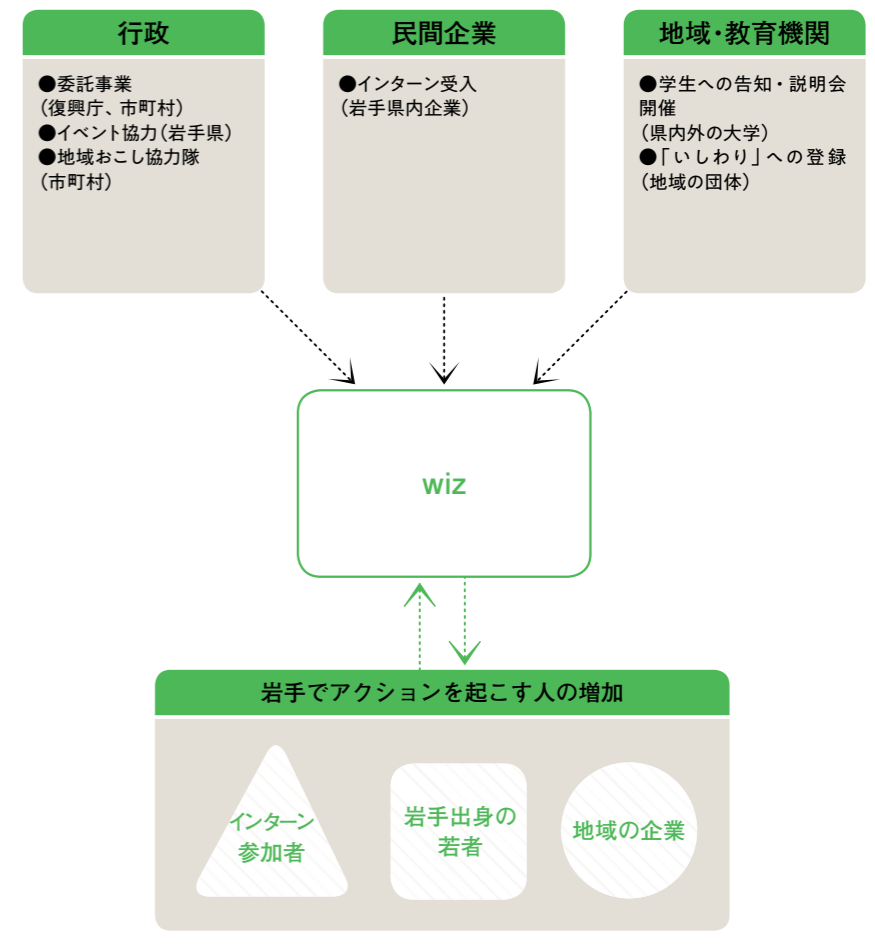 行政
●委託事業
（復興庁、市町村）
●イベント協力（岩手県）
●地域おこし協力隊
（市町村）
民間企業
●インターン受入
（岩手県内企業）
地域・教育機関
●学生への告知・説明会
開催
（県内外の大学）
●「いしわり」への登録
（地域の団体）
wiz
岩手でアクションを起こす人の増加
インターン
参加者
岩手出身の
若者
地域の企業